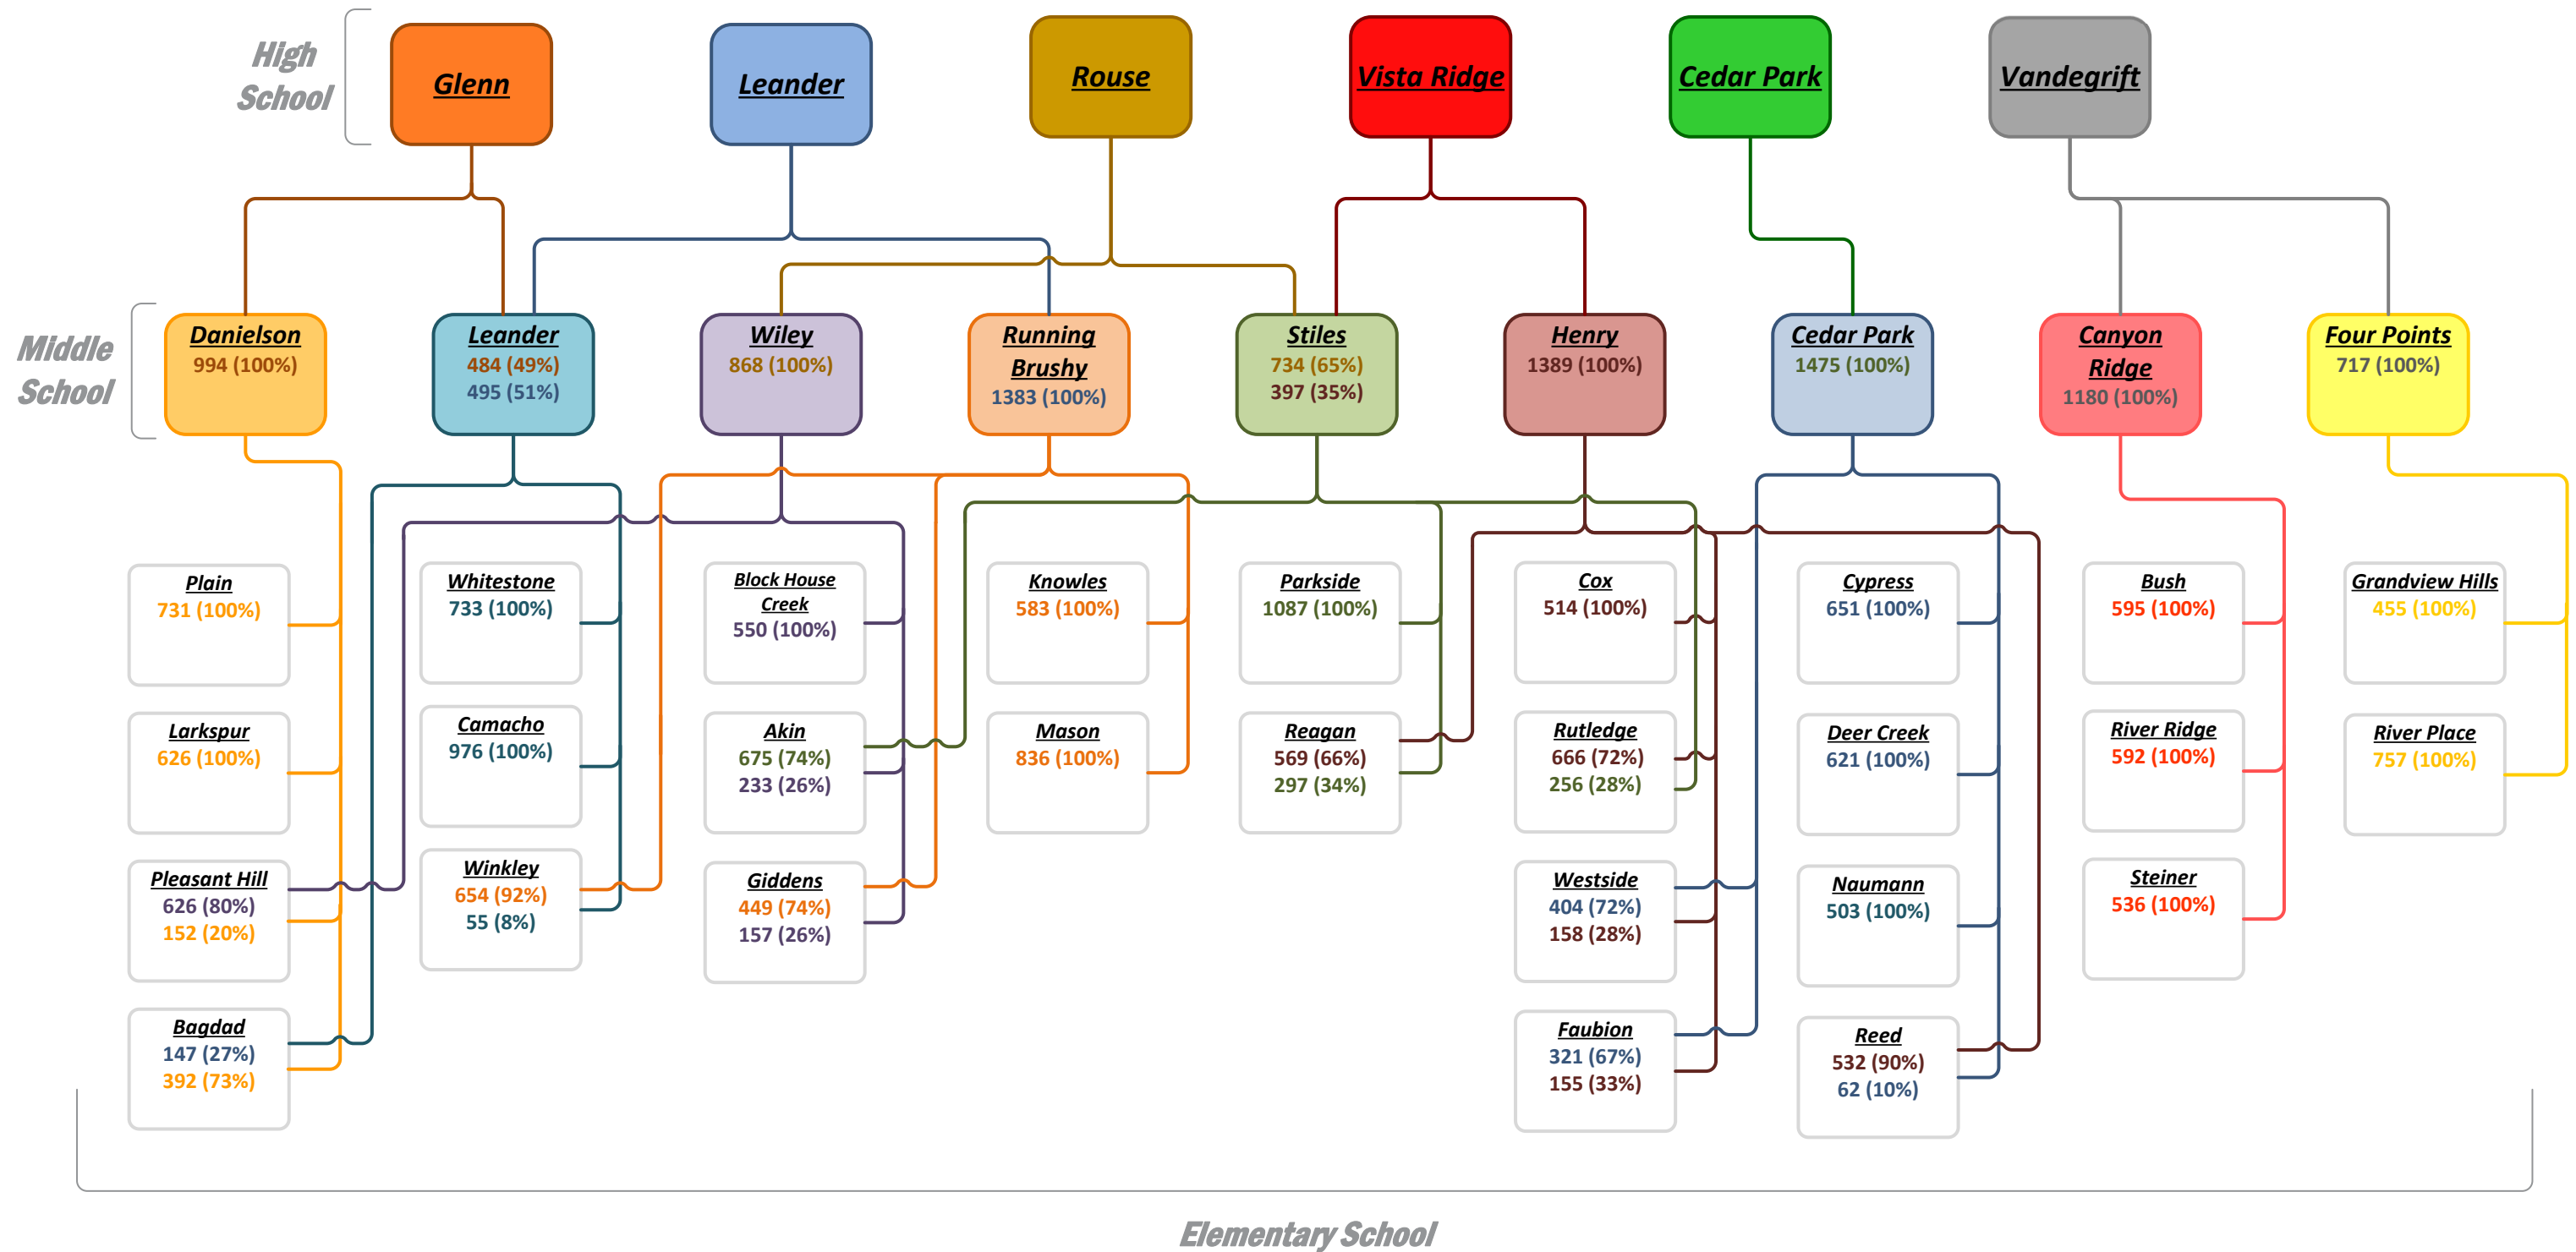 High
School
Glenn
Leander
Rouse
Vista Ridge
Cedar Park
Vandegrift
Middle
School
Danielson
994 (100%)
Leander
484 (49%)
495 (51%)
Wiley
868 (100%)
Running
Brushy
1383 (100%)
Stiles
734 (65%)
397 (35%)
Henry
1389 (100%)
Cedar Park
1475 (100%)
Canyon
Ridge
1180 (100%)
Four Points
717 (100%)
Plain
731 (100%)
Whitestone
733 (100%)
Block House
Creek
550 (100%)
Knowles
583 (100%)
Parkside
1087 (100%)
Cox
514 (100%)
Cypress
651 (100%)
Bush
595 (100%)
Grandview Hills
455 (100%)
Larkspur
626 (100%)
Camacho
976 (100%)
Akin
675 (74%)
233 (26%)
Mason
836 (100%)
Reagan
569 (66%)
297 (34%)
Rutledge
666 (72%)
256 (28%)
Deer Creek
621 (100%)
River Ridge
592 (100%)
River Place
757 (100%)
Pleasant Hill
626 (80%)
152 (20%)
Winkley
654 (92%)
55 (8%)
Giddens
449 (74%)
157 (26%)
Westside
404 (72%)
158 (28%)
Naumann
503 (100%)
Steiner
536 (100%)
Bagdad
147 (27%)
392 (73%)
Faubion
321 (67%)
155 (33%)
Reed
532 (90%)
62 (10%)
Elementary School